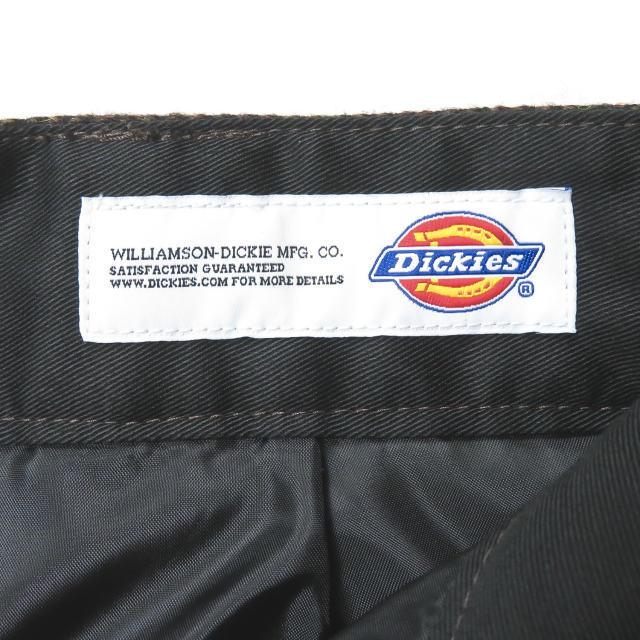 WILLIAMSON-DICKIE MFG. CO.
SATISFACTION GUARANTEED
WWW.DICKIES.COM FOR MORE DETAILS
Dickies
®